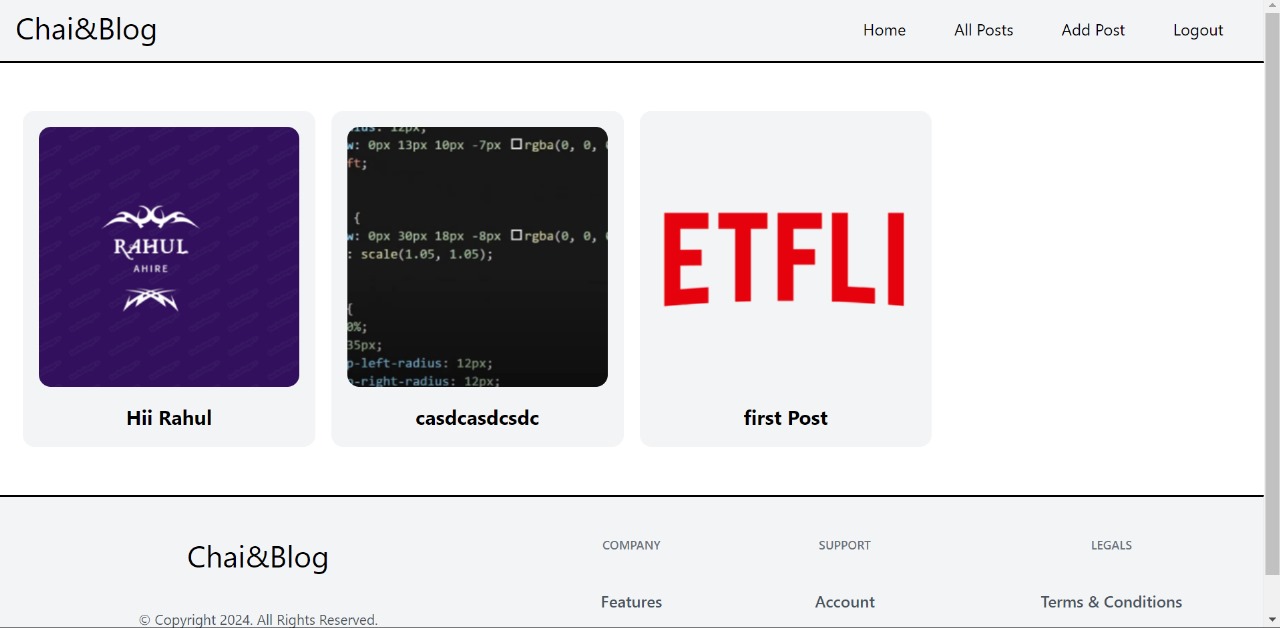 Chai&Blog
Home All Posts Add Post Logout
RAHUL
AHIRE
Hii Rahul
w: 0px 13px 10px -7px rgba(0, 0,
ft;
{
w: 0px 30px 18px -8px rgba(0, 0,
: scale(1.05, 1.05);
{
0%;
35px;
p-left-radius: 12px;
p-right-radius: 12px;
casdcasdcsdc
ETFLI
first Post
Chai&Blog
© Copyright 2024. All Rights Reserved.
COMPANY
Features
SUPPORT
Account
LEGALS
Terms & Conditions